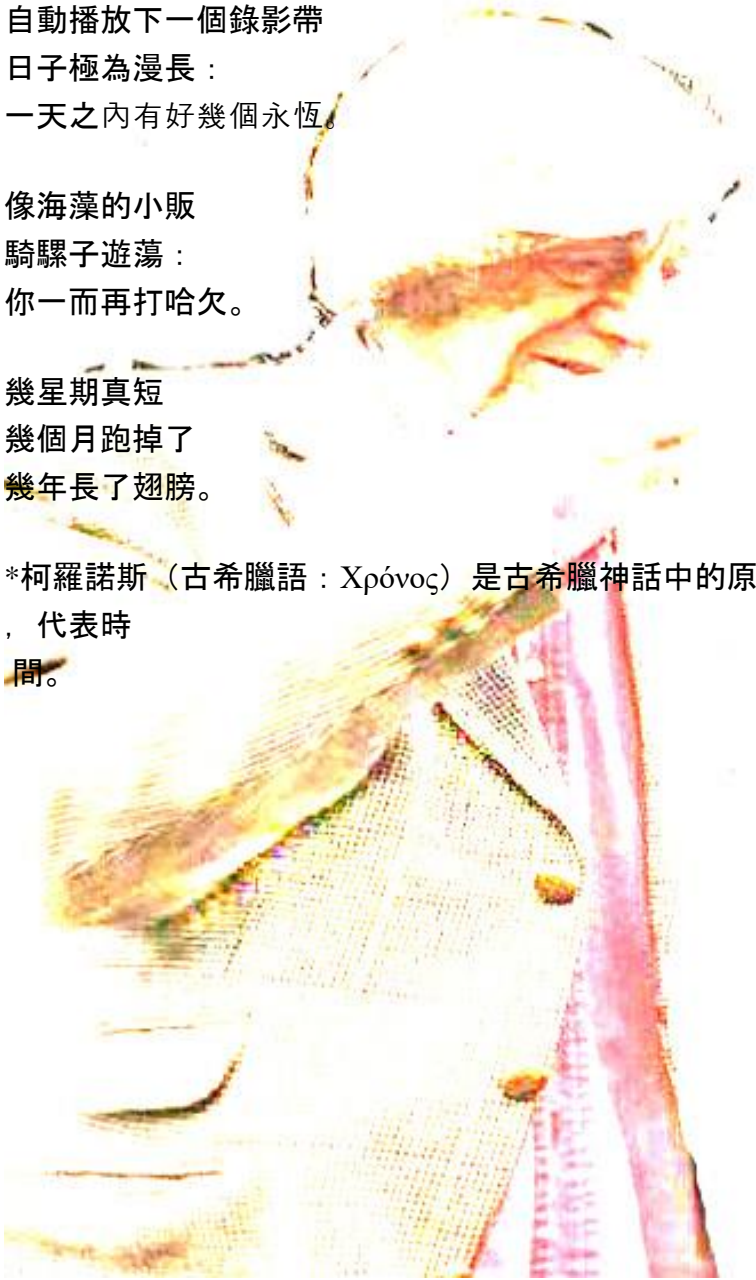 自動播放下一個錄影帶
日子極為漫長：
一天之內有好幾個永恆。
像海藻的小販
騎騾子遊蕩：
你一而再打哈欠。
幾星期真短
幾個月跑掉了
幾年長了翅膀。
*柯羅諾斯（古希臘語：Χρόνος）是古希臘神話中的原
，代表時
間。